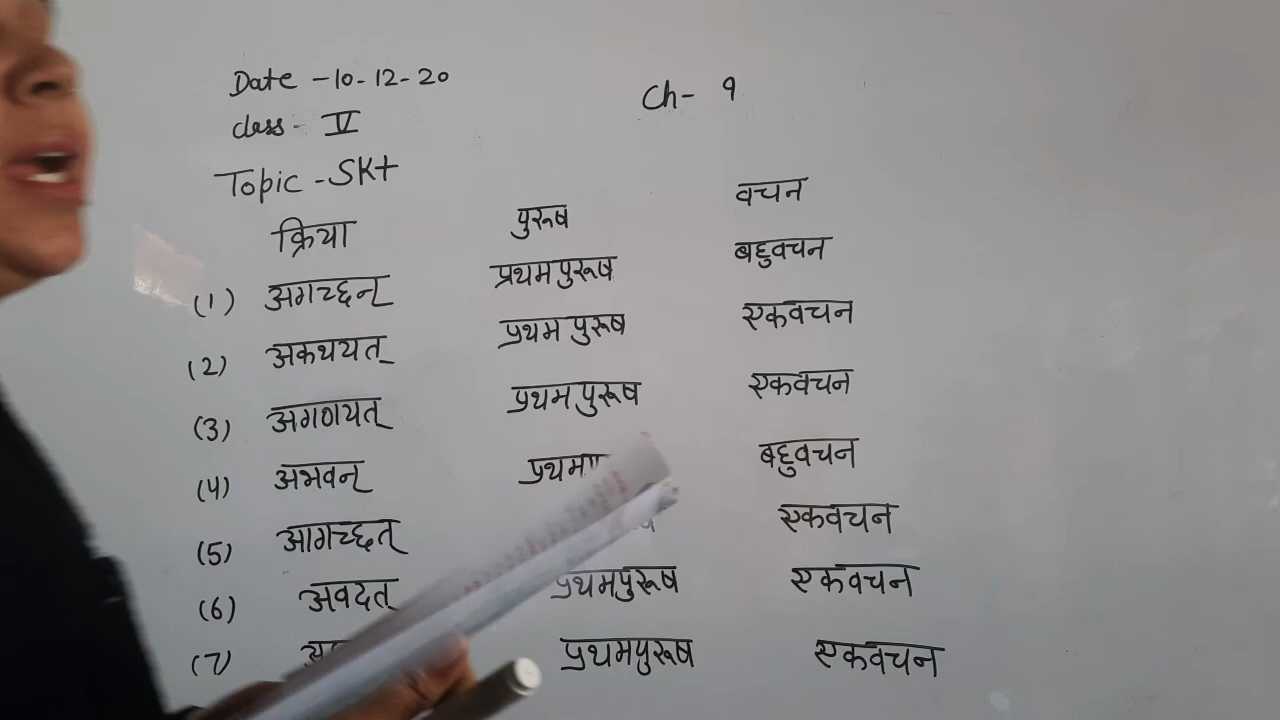 Date - 10-12-20
Ch- 9
Class - V
Topic - SKt
क्रिया पुरूष वचन
(1) अगच्छन् प्रथमपुरूष बहुवचन
(2) अकथयत् प्रथम पुरूष एकवचन
(3) अगणयत् प्रथमपुरूष एकवचन
(4) अभवन् बहुवचन
(5) आगच्छत् एकवचन
(6) अवदत् प्रथमपुरूष एकवचन
(7) प्रथमपुरूष एकवचन